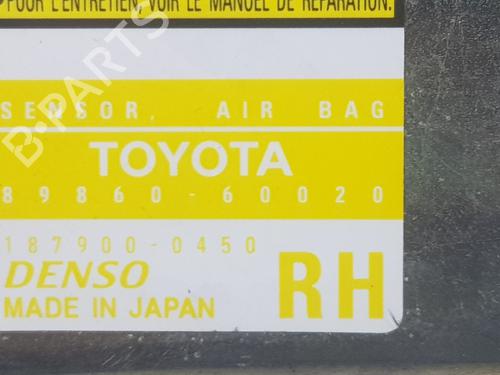 POUR L'ENTRETIEN, VOIR LE MANUEL DE RÉPARATION.
SENSOR, AIR BAG
TOYOTA
89860-60020
187900-0450
DENSO
MADE IN JAPAN
RH
B-PARTS